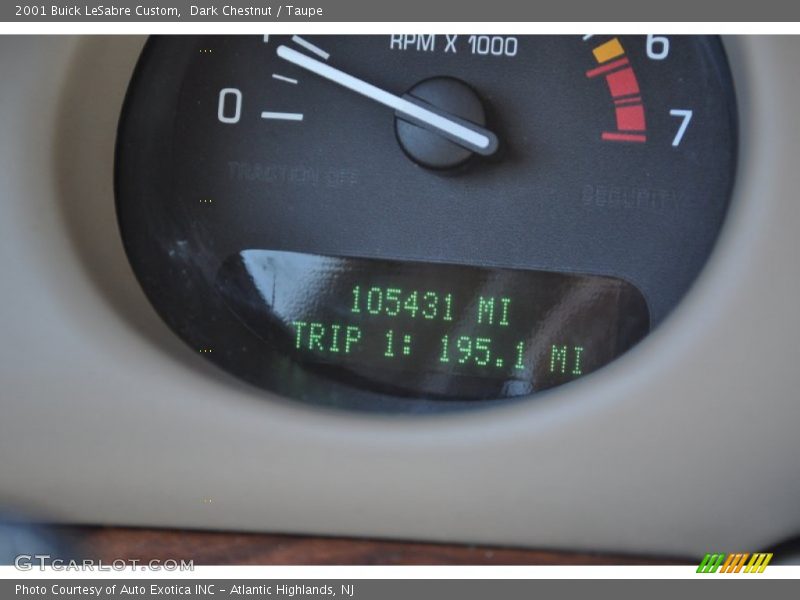 2001 Buick LeSabre Custom, Dark Chestnut / Taupe
RPM X 1000
0
6
7
TRACTION OFF
SECURITY
105431 MI
TRIP 1: 195.1 MI
GTCARLOT.COM
Photo Courtesy of Auto Exotica INC - Atlantic Highlands, NJ